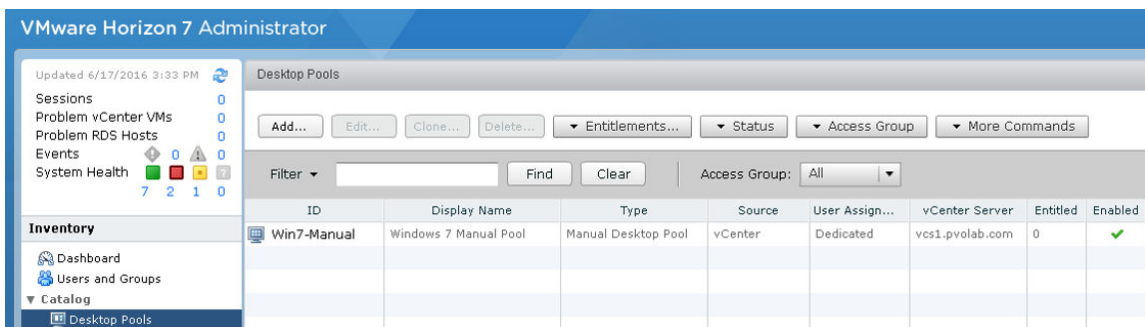 VMware Horizon 7 Administrator
Updated 6/17/2016 3:33 PM
Sessions 0
Problem vCenter VMs 0
Problem RDS Hosts 0
Events 0 0
System Health
7 2 1 0
Inventory
Dashboard
Users and Groups
Catalog
Desktop Pools
Desktop Pools
Add... Edit... Clone... Delete... Entitlements... Status Access Group More Commands
Filter Find Clear Access Group: All
ID Display Name Type Source User Assign... vCenter Server Entitled Enabled
Win7-Manual Windows 7 Manual Pool Manual Desktop Pool vCenter Dedicated vcs1.pvolab.com 0